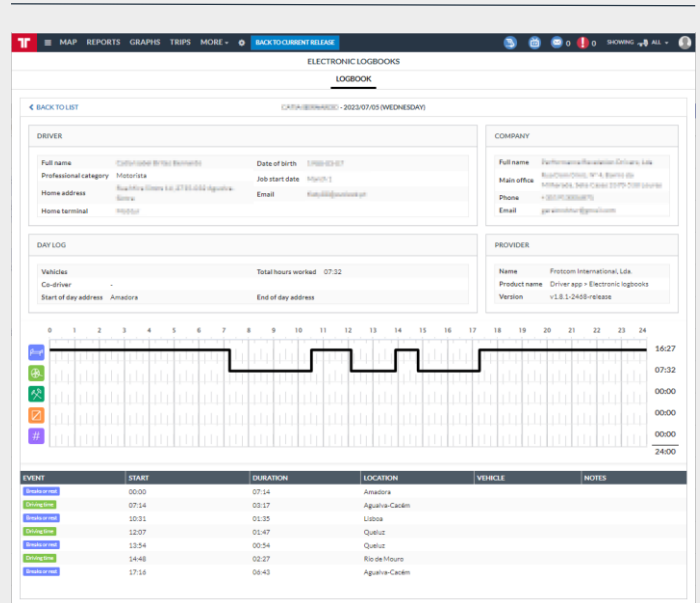 MAP REPORTS GRAPHS TRIPS MORE BACK TO CURRENT RELEASE 0 0 SHOWING ALL
ELECTRONIC LOGBOOKS
LOGBOOK
BACK TO LIST - 2023/07/05 (WEDNESDAY)
DRIVER
Full name Date of birth
Professional category Motorista Job start date March 1
Home address Email
Home terminal
COMPANY
Full name
Main office
Phone
Email
DAY LOG
Vehicles Total hours worked 07:32
Co-driver -
Start of day address Amadora End of day address
PROVIDER
Name Frotcom International, Lda.
Product name Driver app > Electronic logbooks
Version v1.8.1-2468-release
0 1 2 3 4 5 6 7 8 9 10 11 12 13 14 15 16 17 18 19 20 21 22 23 24
16:27
07:32
00:00
00:00
# 00:00
24:00
EVENT START DURATION LOCATION VEHICLE NOTES
Breaks or rest 00:00 07:14 Amadora
Driving time 07:14 03:17 Agualva-Cacém
Breaks or rest 10:31 01:35 Lisboa
Driving time 12:07 01:47 Queluz
Breaks or rest 13:54 00:54 Queluz
Driving time 14:48 02:27 Rio de Mouro
Breaks or rest 17:16 06:43 Agualva-Cacém